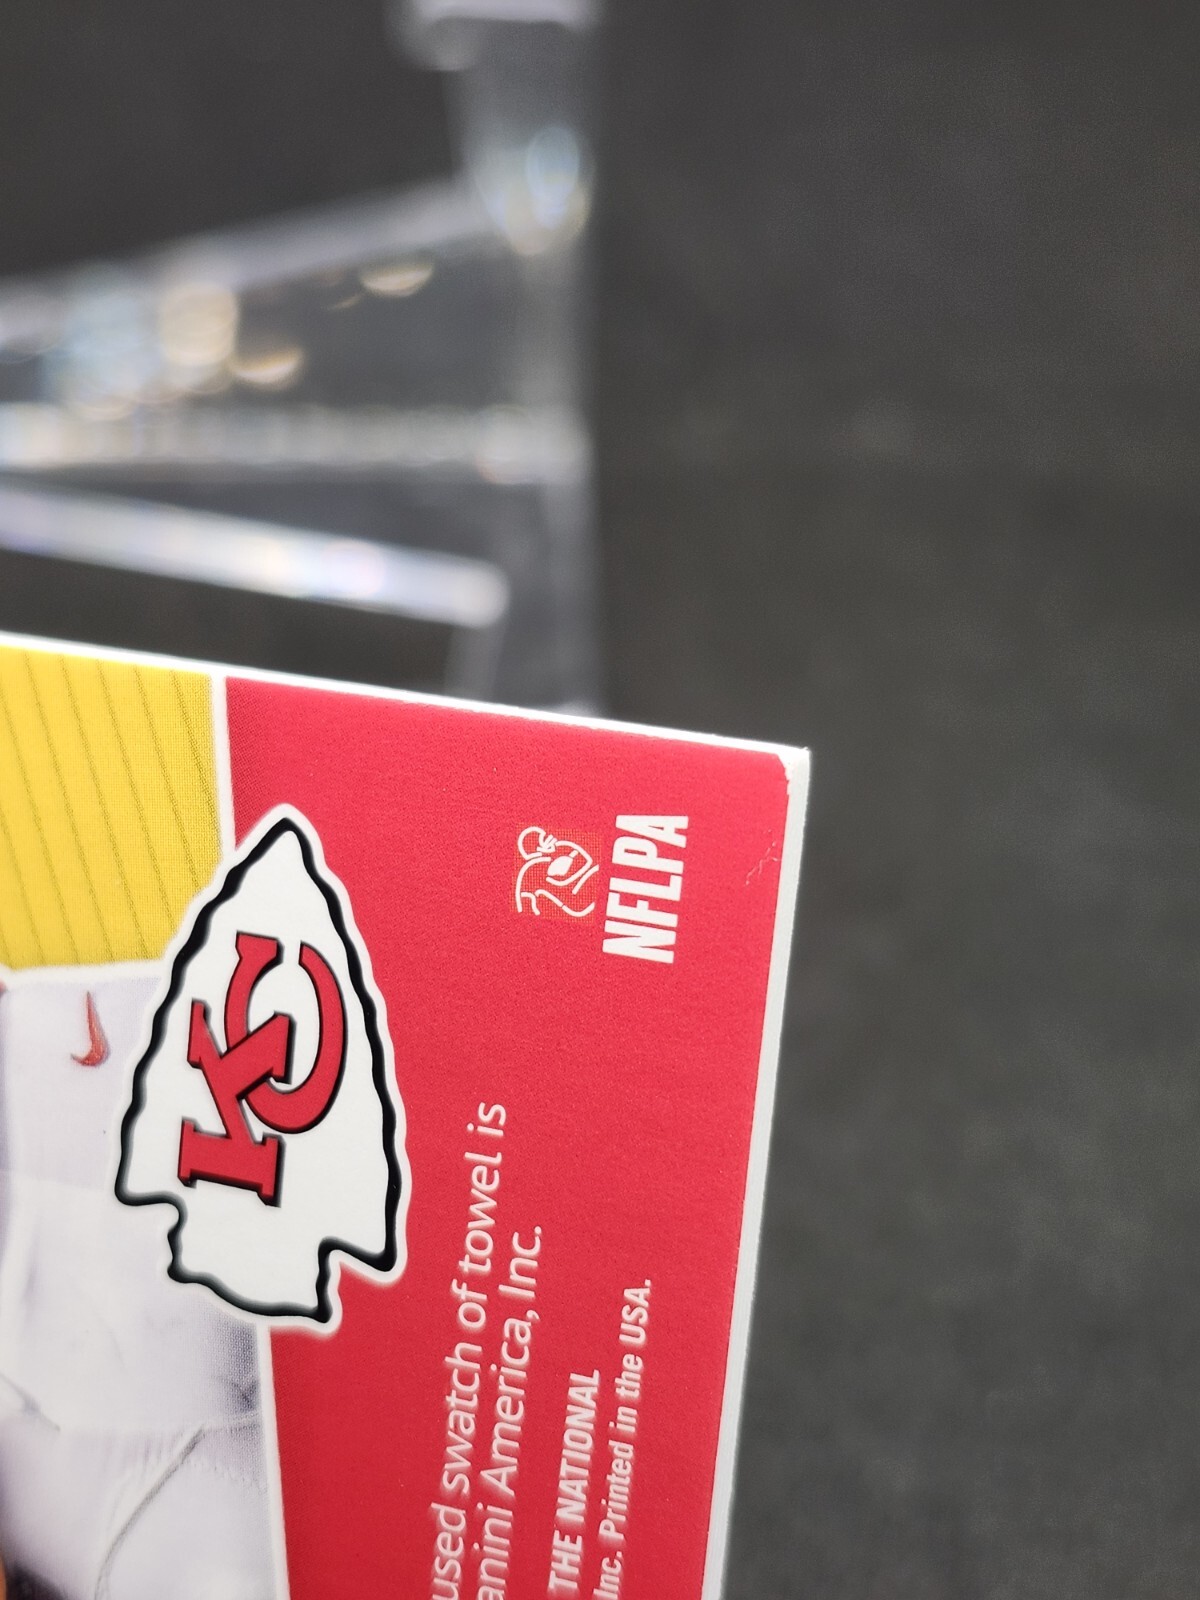 NFLPA
KC
used swatch of towel is
anini America, Inc.
THE NATIONAL
Inc. Printed in the USA.